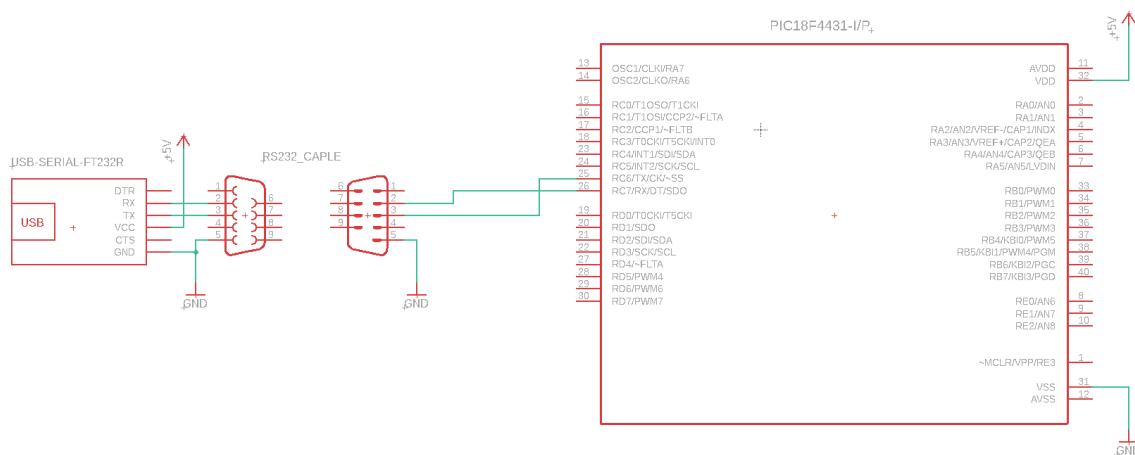 PIC18F4431-I/P
+5V
13 OSC1/CLKI/RA7
14 OSC2/CLKO/RA6
15 RC0/T1OSO/T1CKI
16 RC1/T1OSI/CCP2/~FLTA
17 RC2/CCP1/~FLTB
18 RC3/T0CKI/T5CKI/INT0
23 RC4/INT1/SDI/SDA
24 RC5/INT2/SCK/SCL
25 RC6/TX/CK/~SS
26 RC7/RX/DT/SDO
19 RD0/T0CKI/T5CKI
20 RD1/SDO
21 RD2/SDI/SDA
22 RD3/SCK/SCL
27 RD4/~FLTA
28 RD5/PWM4
29 RD6/PWM6
30 RD7/PWM7
AVDD 11
VDD 32
RA0/AN0 2
RA1/AN1 3
RA2/AN2/VREF-/CAP1/INDX 4
RA3/AN3/VREF+/CAP2/QEA 5
RA4/AN4/CAP3/QEB 6
RA5/AN5/LVDIN 7
RB0/PWM0 33
RB1/PWM1 34
RB2/PWM2 35
RB3/PWM3 36
RB4/KBI0/PWM5 37
RB5/KBI1/PWM4/PGM 38
RB6/KBI2/PGC 39
RB7/KBI3/PGD 40
RE0/AN6 8
RE1/AN7 9
RE2/AN8 10
~MCLR/VPP/RE3 1
VSS 31
AVSS 12
GND
USB-SERIAL-FT232R
+5V
RS232_CAPLE
USB
DTR
RX
TX
VCC
CTS
GND
1
2
3
4
5
6
7
8
9
6
7
8
9
1
2
3
4
5
GND
GND